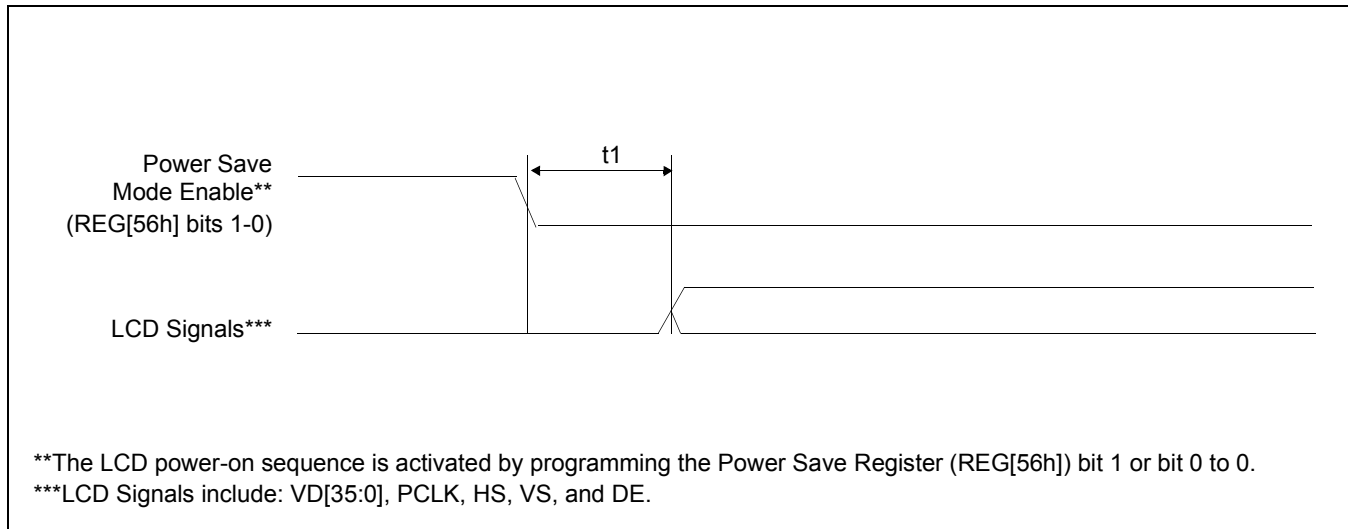 t1
Power Save
Mode Enable**
(REG[56h] bits 1-0)
LCD Signals***
**The LCD power-on sequence is activated by programming the Power Save Register (REG[56h]) bit 1 or bit 0 to 0.
***LCD Signals include: VD[35:0], PCLK, HS, VS, and DE.